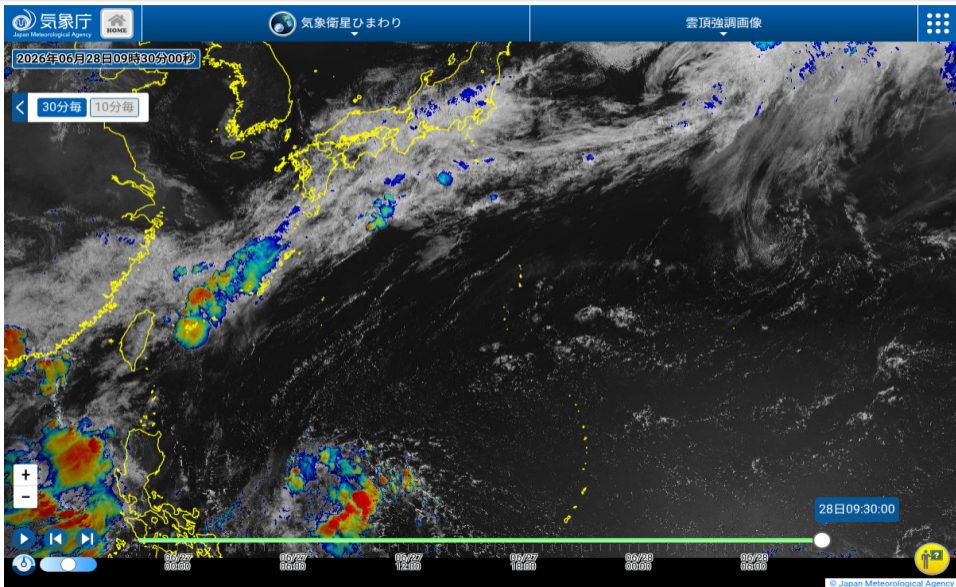 気象庁
Japan Meteorological Agency
HOME
気象衛星ひまわり
雲頂強調画像
2026年06月28日09時30分00秒
30分毎
10分毎
+
−
28日09:30:00
06/27
00:00
06/27
06:00
06/27
12:00
06/27
18:00
06/28
00:00
06/28
06:00
© Japan Meteorological Agency